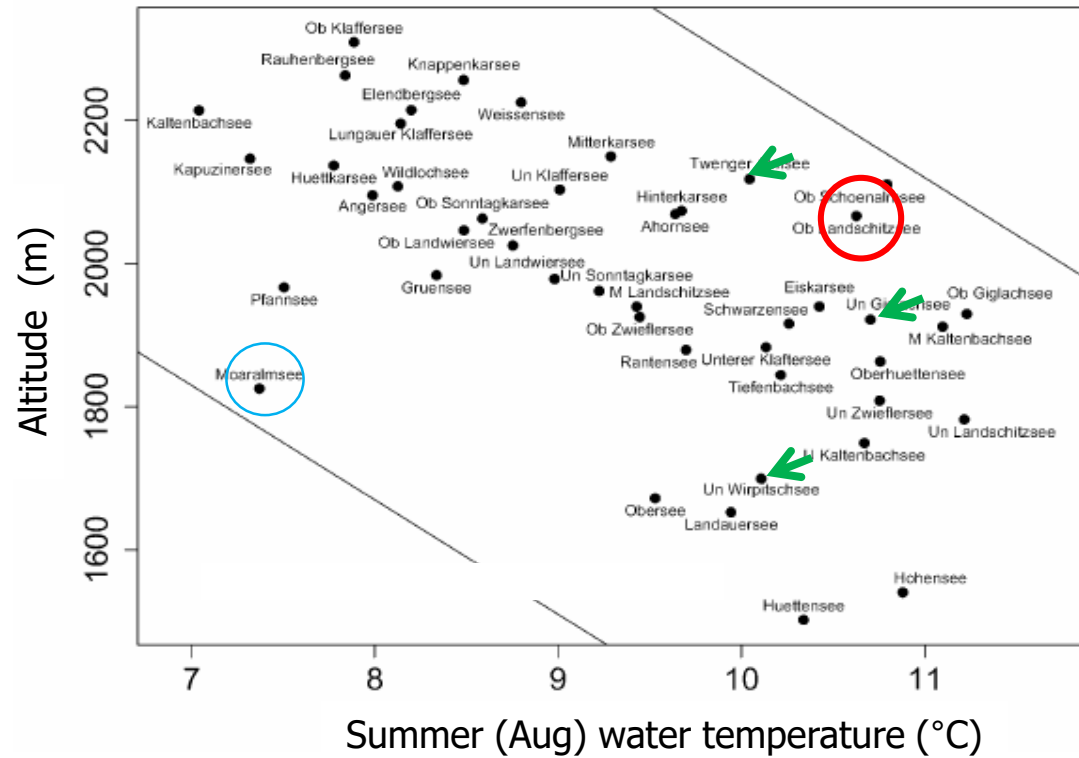 Ob Klaffersee
Rauhenbergsee
Knappenkarsee
Elendbergsee
Weissensee
Kaltenbachsee
Lungauer Klaffersee
Mitterkarsee
Kapuzinersee
Huettkarsee
Wildlochsee
Un Klaffersee
Twenger
see
Angersee
Ob Sonntagkarsee
Hinterkarsee
Ob Schoenalmsee
Ahornsee
Ob Landschitzsee
Ob Landwiersee
Zwerfenbergsee
Un Landwiersee
Gruensee
Un Sonntagkarsee
Pfannsee
M Landschitzsee
Eiskarsee
Schwarzensee
Un
see
Ob Giglachsee
Ob Zwieflersee
M Kaltenbachsee
Rantensee
Unterer Klaftersee
Moaralmsee
Tiefenbachsee
Oberhuettensee
Un Zwieflersee
Un Landschitzsee
Kaltenbachsee
Un Wirpitschsee
Obersee
Landauersee
Hohensee
Huettensee
2200
2000
1800
1600
Altitude (m)
7 8 9 10 11
Summer (Aug) water temperature (°C)